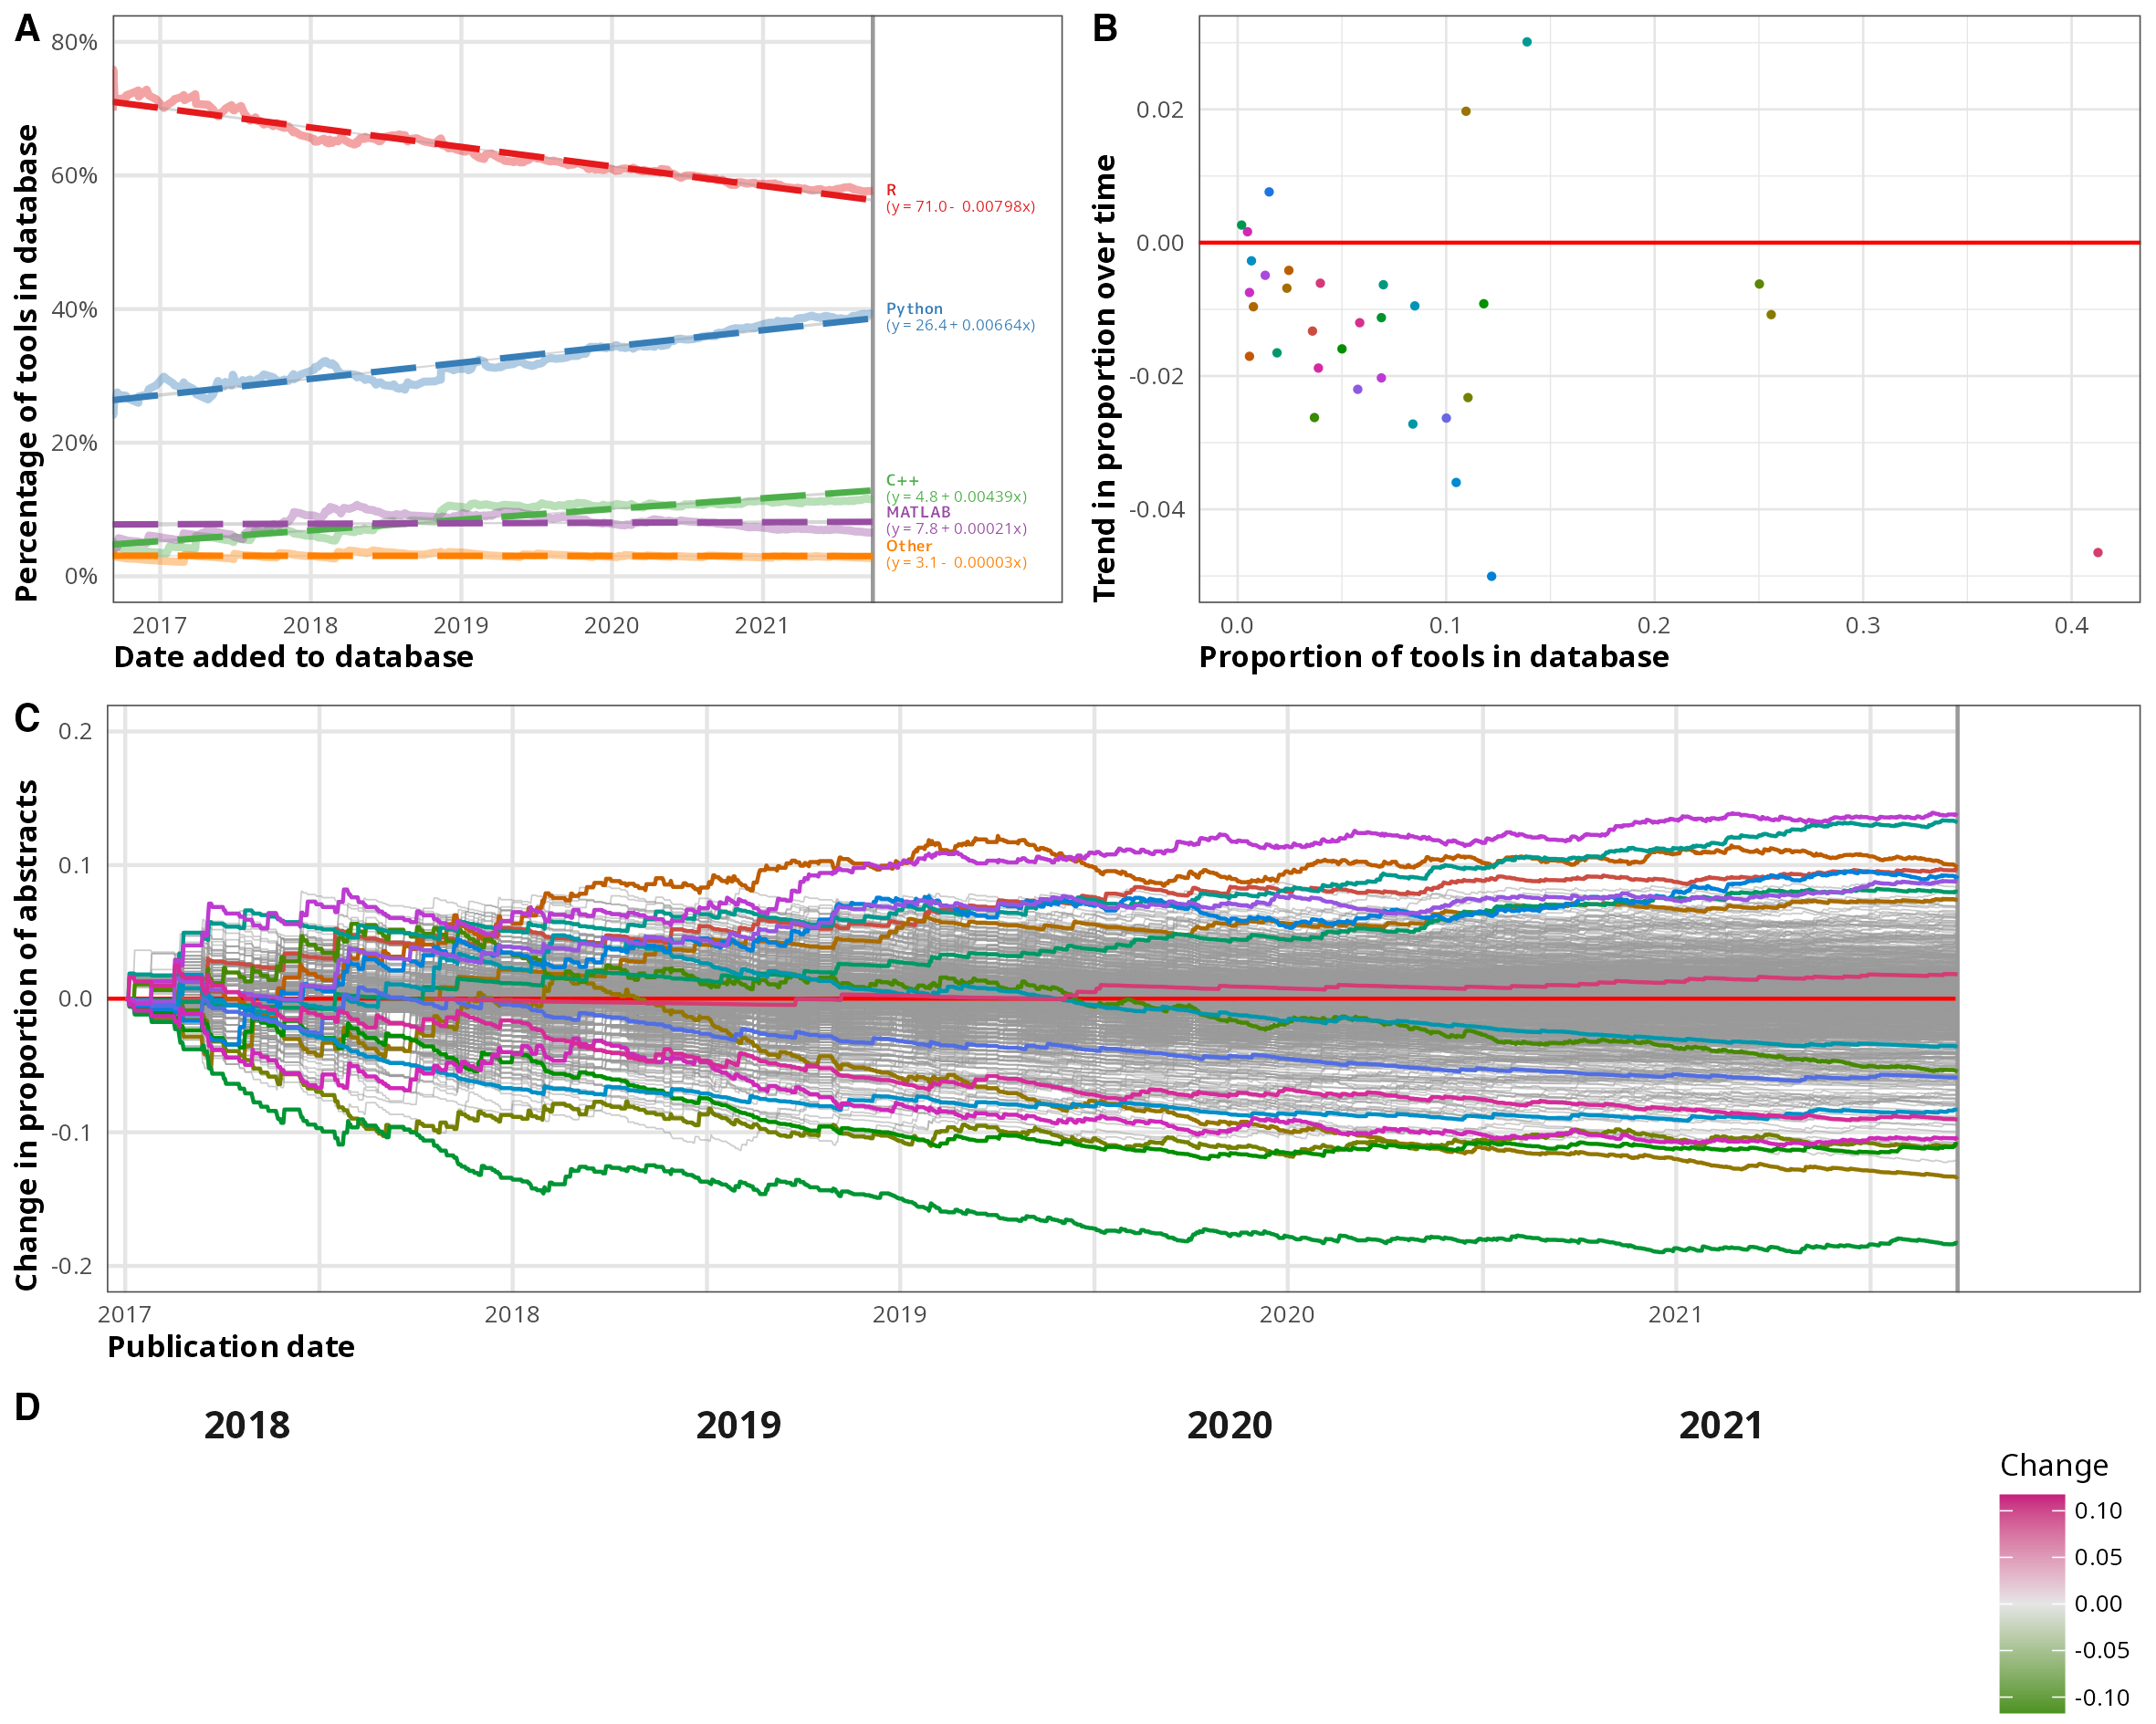 A
80%
60%
40%
20%
0%
Percentage of tools in database
2017 2018 2019 2020 2021
Date added to database
R
(y = 71.0 - 0.00798x)
Python
(y = 26.4 + 0.00664x)
C++
(y = 4.8 + 0.00439x)
MATLAB
(y = 7.8 + 0.00021x)
Other
(y = 3.1 - 0.00003x)
B
0.02
0.00
-0.02
-0.04
Trend in proportion over time
0.0 0.1 0.2 0.3 0.4
Proportion of tools in database
C
0.2
0.1
0.0
-0.1
-0.2
Change in proportion of abstracts
2017 2018 2019 2020 2021
Publication date
D
2018 2019 2020 2021
Change
0.10
0.05
0.00
-0.05
-0.10